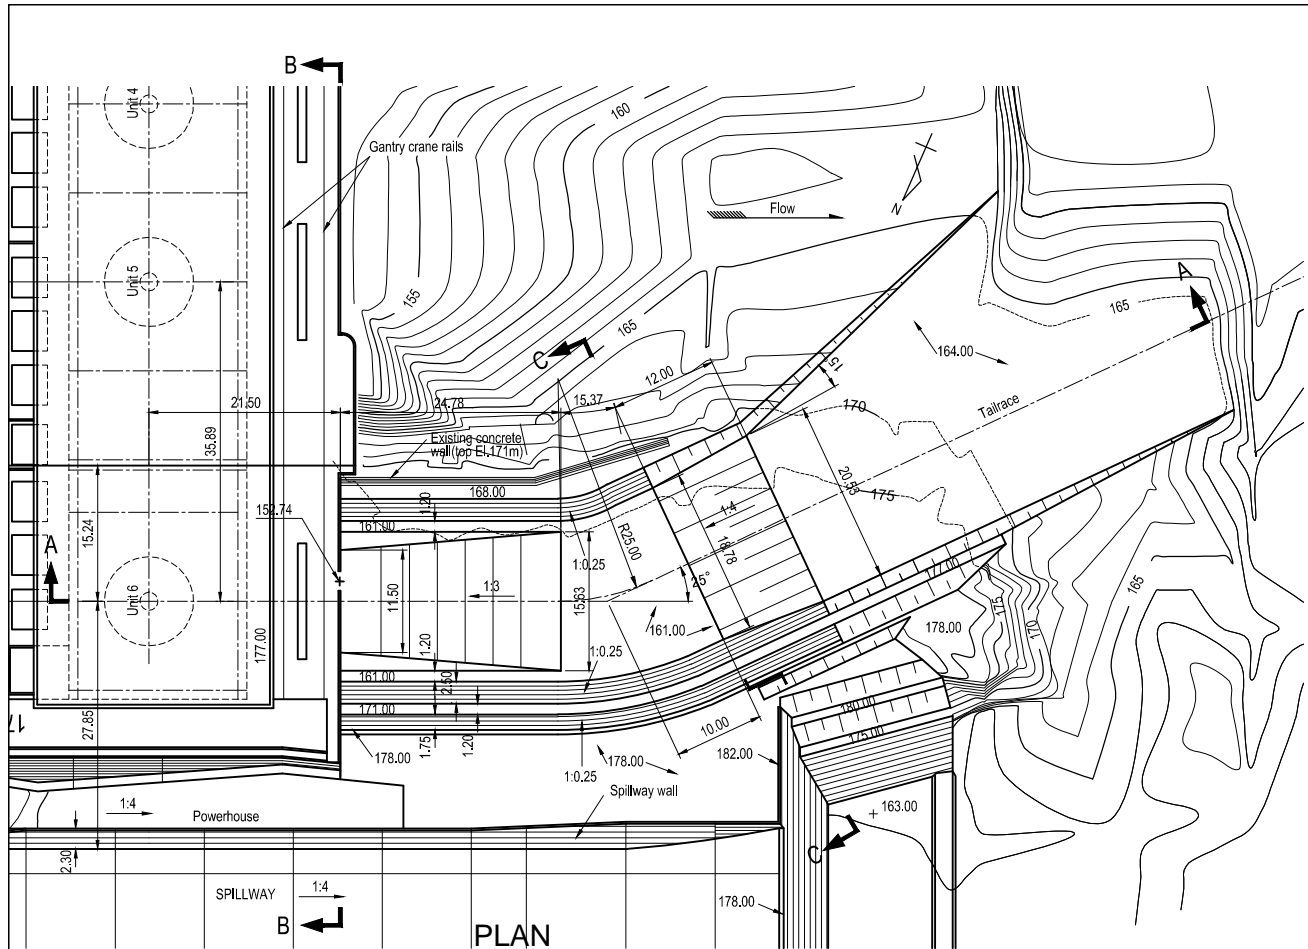 B
Unit 4
160
Gantry crane rails
Flow
N
A
Unit 5
155
165
165
C
164.00
12.00
15
21.50
24.78
15.37
170
Tailrace
35.89
Existing concrete
wall(top El.171m)
168.00
1.20
20.53
175
152.74
161.00
R25.00
1:4
15.24
A
1:0.25
18.78
25°
177.00
Unit 6
11.50
1:3
15.63
165
175
170
178.00
161.00
177.00
1.20
1:0.25
161.00
2.50
27.85
17
171.00
180.00
175.00
10.00
178.00
1.75
1.20
178.00
182.00
1:0.25
Spillway wall
1:4
Powerhouse
163.00
2.30
C
SPILLWAY
1:4
178.00
B
PLAN